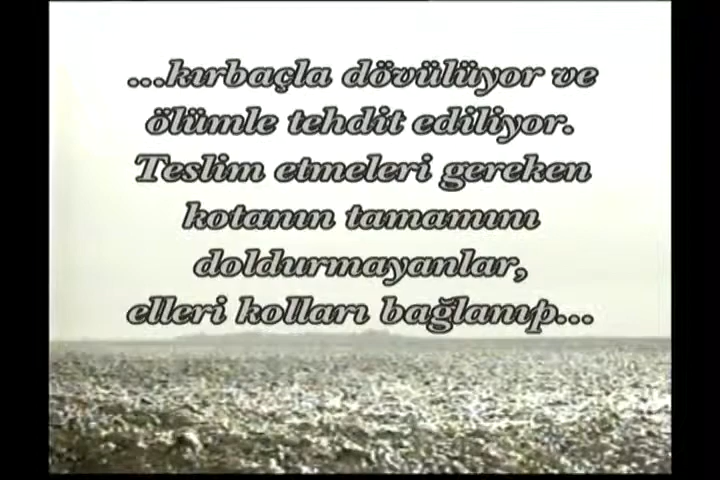 ...kırbaçla dövülüyor ve
ölümle tehdit ediliyor.
Teslim etmeleri gereken
kotanın tamamını
doldurmayanlar,
elleri kolları bağlanıp...